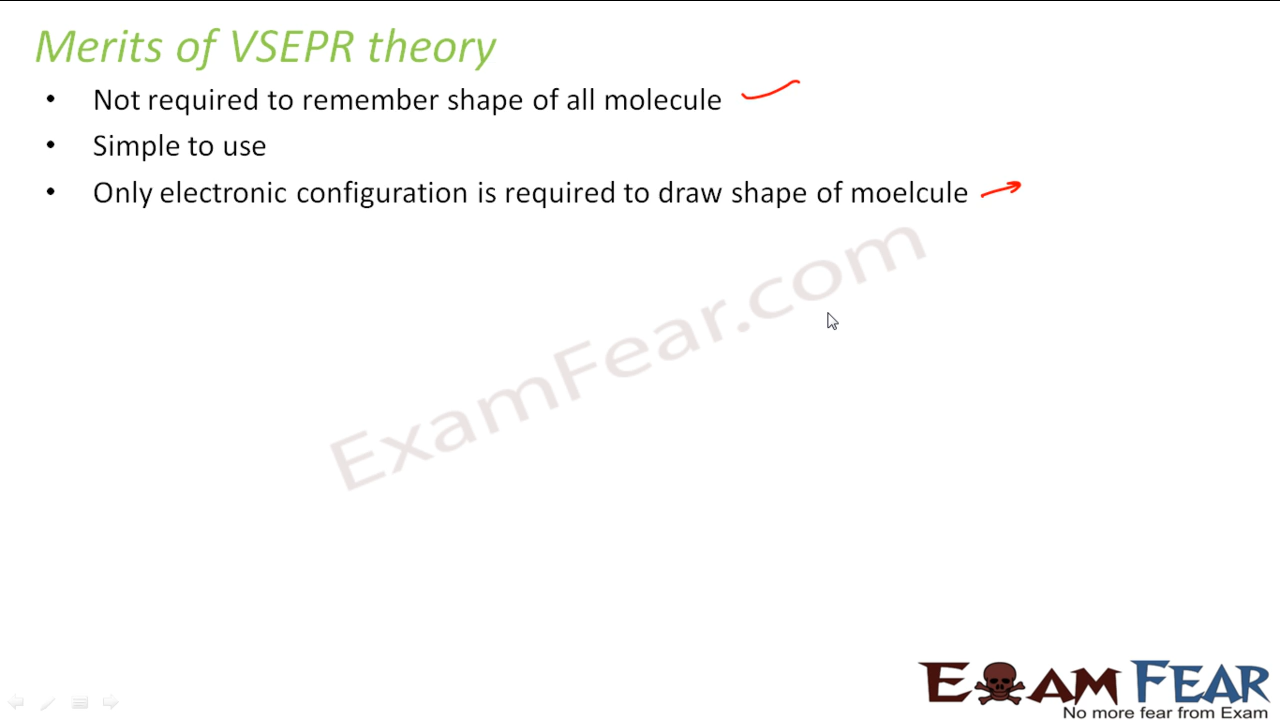 Merits of VSEPR theory
• Not required to remember shape of all molecule
• Simple to use
• Only electronic configuration is required to draw shape of moelcule
ExamFear.com
EXAM FEAR
No more fear from Exam